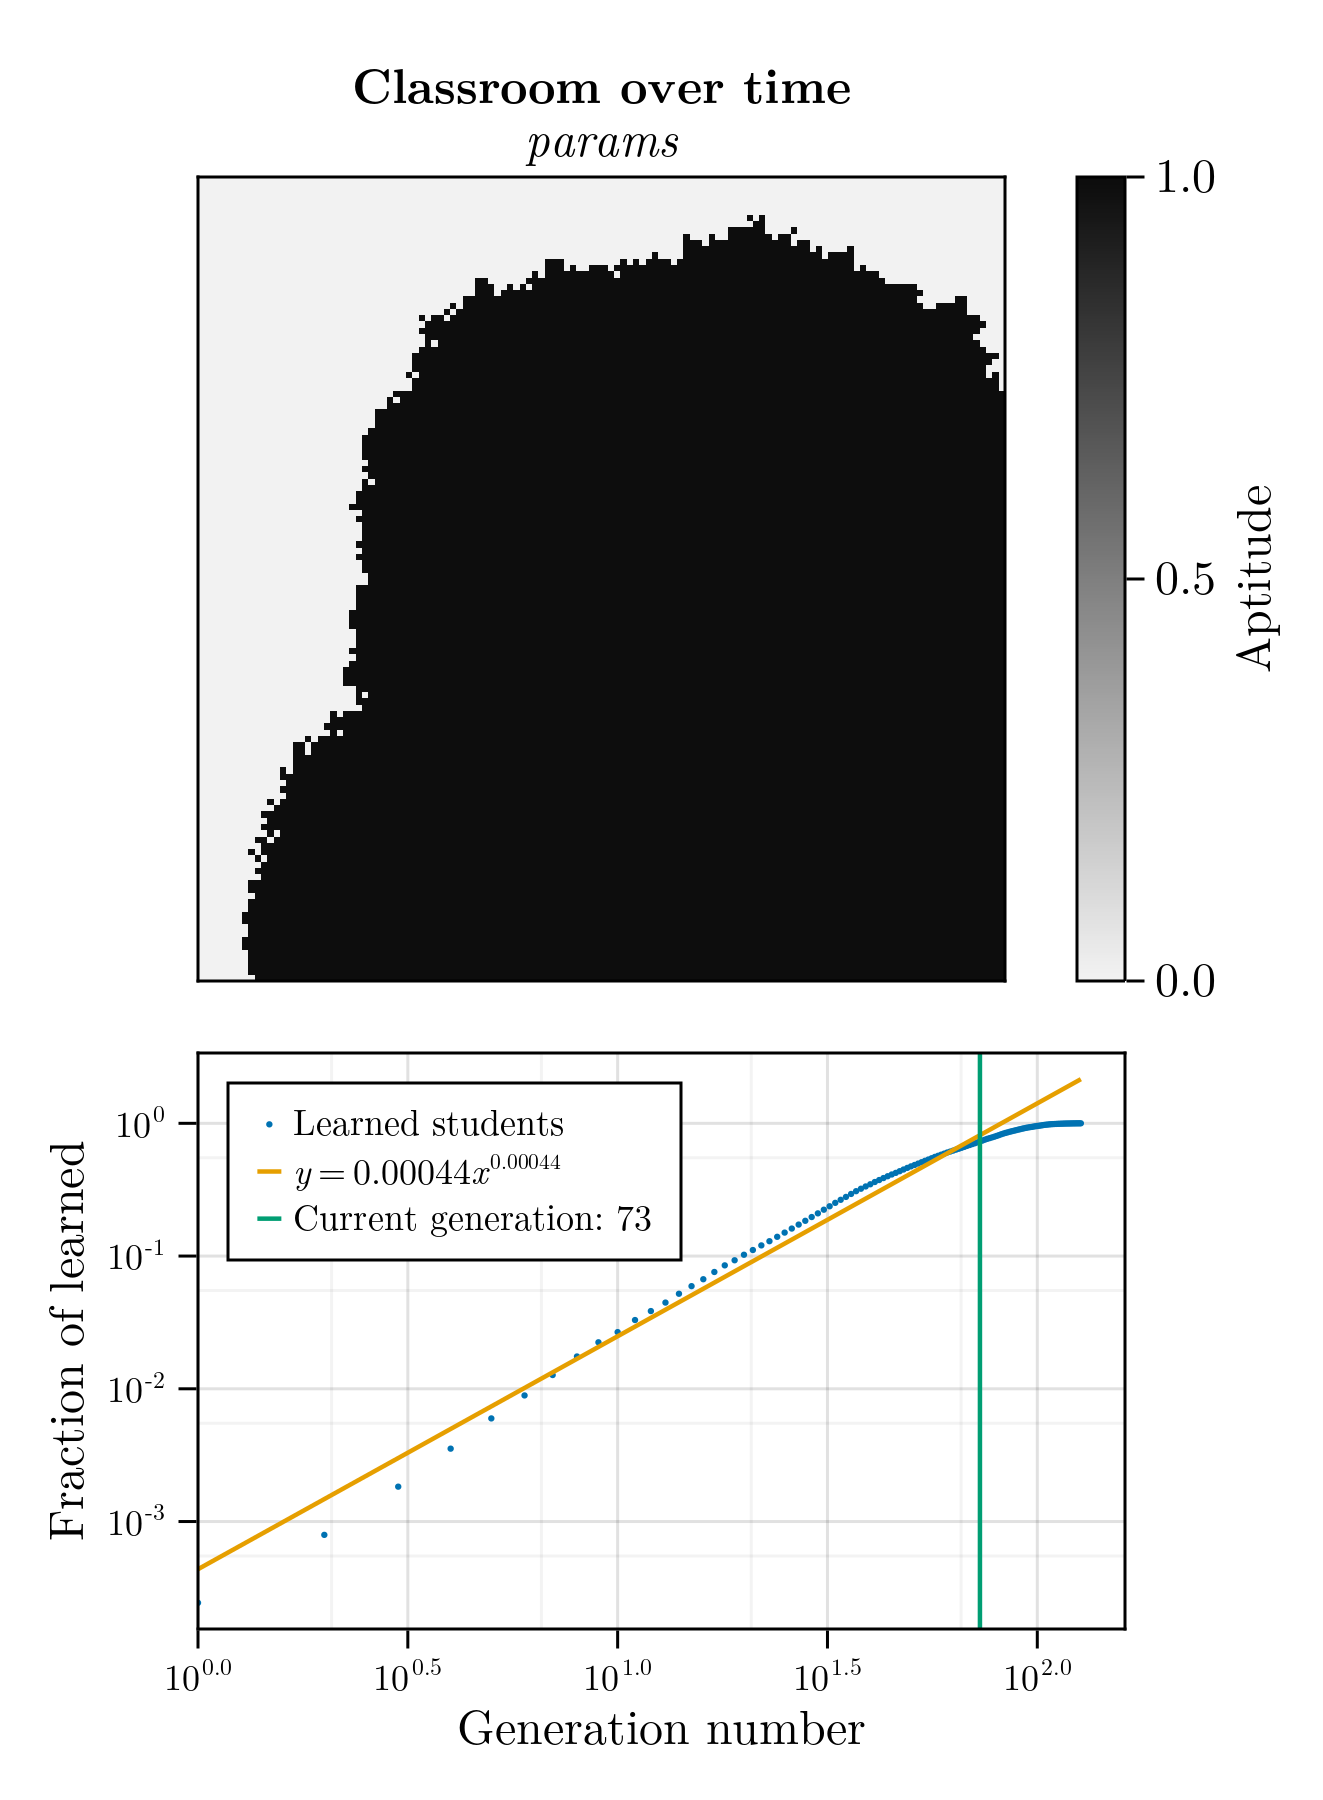 Classroom over time
params
1.0
0.5
0.0
Aptitude
Learned students
y = 0.00044x^0.00044
Current generation: 73
10^0
10^-1
10^-2
10^-3
Fraction of learned
10^0.0 10^0.5 10^1.0 10^1.5 10^2.0
Generation number